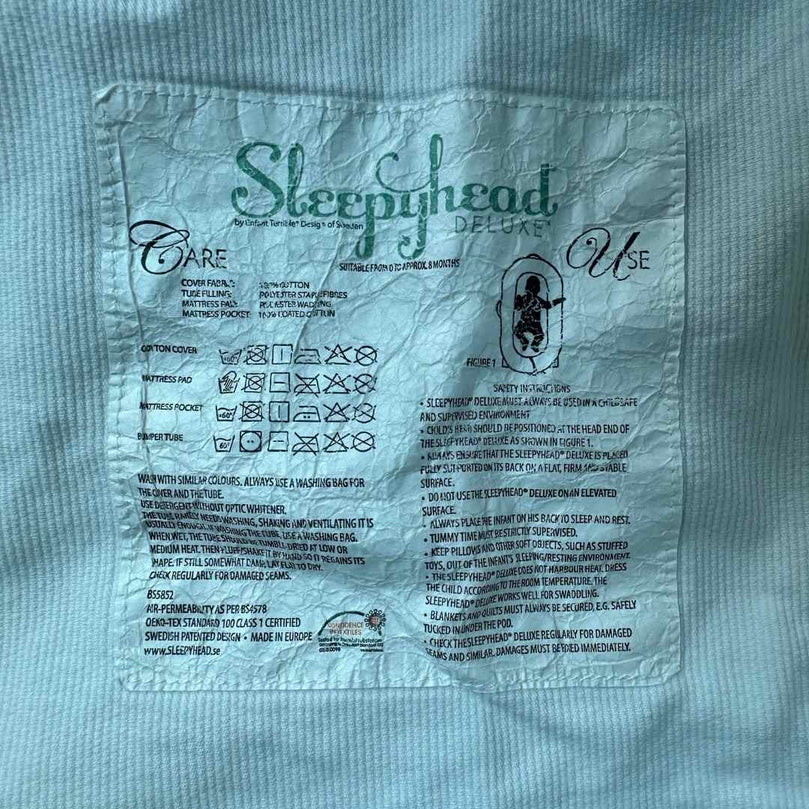 Sleepyhead
DELUXE
by Enfant Terrible® Design of Sweden
CARE
SUITABLE FROM 0 TO APPROX. 8 MONTHS
COVER FABRIC: COTTON
TUBE FILLING: POLYESTER STAPLE FIBRES
MATTRESS PAD: POLYESTER WADDING
MATTRESS POCKET: 100% COATED COTTON
COTTON COVER
MATTRESS PAD
MATTRESS POCKET
+60°
BUMPER TUBE
60°
WASH WITH SIMILAR COLOURS. ALWAYS USE A WASHING BAG FOR
THE COVER AND THE TUBE.
USE DETERGENT WITHOUT OPTIC WHITENER.
THE TUBE RARELY NEEDS WASHING, SHAKING AND VENTILATING IT IS
USUALLY ENOUGH. IF WASHING THE TUBE, USE A WASHING BAG.
WHEN WET, THE TUBE SHOULD BE TUMBLE-DRIED AT LOW OR
MEDIUM HEAT, THEN FLUFF/SHAKE IT BY HAND SO IT REGAINS ITS
SHAPE. IF STILL SOMEWHAT DAMP, LAY FLAT TO DRY.
CHECK REGULARLY FOR DAMAGED SEAMS.
BS5852
AIR-PERMEABILITY AS PER BS4578
OEKO-TEX STANDARD 100 CLASS 1 CERTIFIED
SWEDISH PATENTED DESIGN • MADE IN EUROPE
www.SLEEPYHEAD.se
CONFIDENCE
IN TEXTILES
USE
FIGURE 1
SAFETY INSTRUCTIONS
• SLEEPYHEAD® DELUXE MUST ALWAYS BE USED IN A CHILDSAFE
AND SUPERVISED ENVIRONMENT
• CHILD'S HEAD SHOULD BE POSITIONED AT THE HEAD END OF
THE SLEEPYHEAD® DELUXE AS SHOWN IN FIGURE 1.
• ALWAYS ENSURE THAT THE SLEEPYHEAD® DELUXE IS PLACED
FULLY SUPPORTED ON ITS BACK ON A FLAT, FIRM AND STABLE
SURFACE.
• DO NOT USE THE SLEEPYHEAD® DELUXE ON AN ELEVATED
SURFACE.
• ALWAYS PLACE THE INFANT ON HIS BACK TO SLEEP AND REST.
• TUMMY TIME MUST BE STRICTLY SUPERVISED.
• KEEP PILLOWS AND OTHER SOFT OBJECTS, SUCH AS STUFFED
TOYS, OUT OF THE INFANT'S SLEEPING/RESTING ENVIRONMENT.
• THE SLEEPYHEAD® DELUXE DOES NOT HARBOUR HEAT. DRESS
THE CHILD ACCORDING TO THE ROOM TEMPERATURE. THE
SLEEPYHEAD® DELUXE WORKS WELL FOR SWADDLING.
• BLANKETS AND QUILTS MUST ALWAYS BE SECURED, E.G. SAFELY
TUCKED IN UNDER THE POD.
• CHECK THE SLEEPYHEAD® DELUXE REGULARLY FOR DAMAGED
SEAMS AND SIMILAR. DAMAGES MUST BE MENDED IMMEDIATELY.